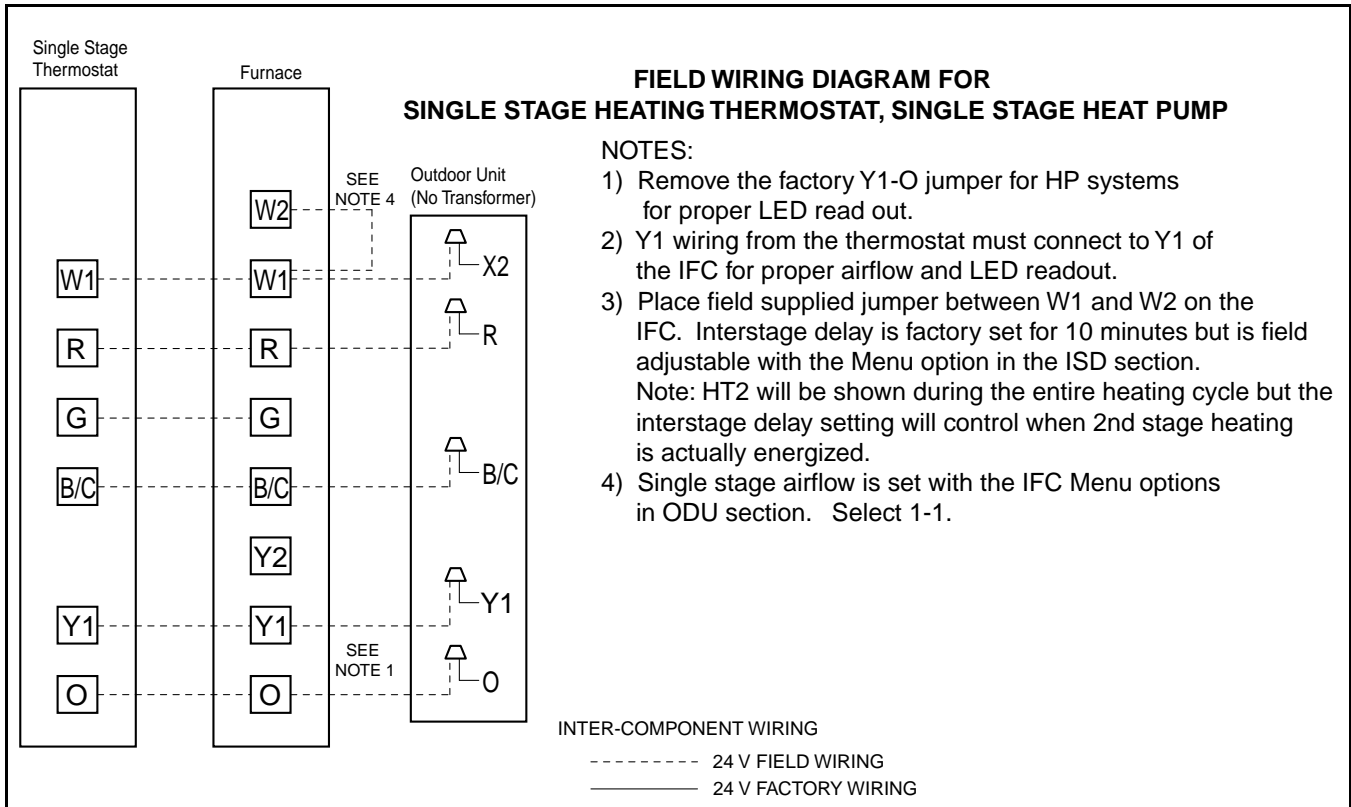 Single Stage
Thermostat
Furnace
FIELD WIRING DIAGRAM FOR
SINGLE STAGE HEATING THERMOSTAT, SINGLE STAGE HEAT PUMP
NOTES:
1) Remove the factory Y1-O jumper for HP systems
for proper LED read out.
2) Y1 wiring from the thermostat must connect to Y1 of
the IFC for proper airflow and LED readout.
3) Place field supplied jumper between W1 and W2 on the
IFC. Interstage delay is factory set for 10 minutes but is field
adjustable with the Menu option in the ISD section.
Note: HT2 will be shown during the entire heating cycle but the
interstage delay setting will control when 2nd stage heating
is actually energized.
4) Single stage airflow is set with the IFC Menu options
in ODU section. Select 1-1.
SEE
NOTE 4
Outdoor Unit
(No Transformer)
W2
W1
W1
X2
R
R
R
G
G
B/C
B/C
B/C
Y2
Y1
Y1
Y1
SEE
NOTE 1
O
O
O
INTER-COMPONENT WIRING
24 V FIELD WIRING
24 V FACTORY WIRING